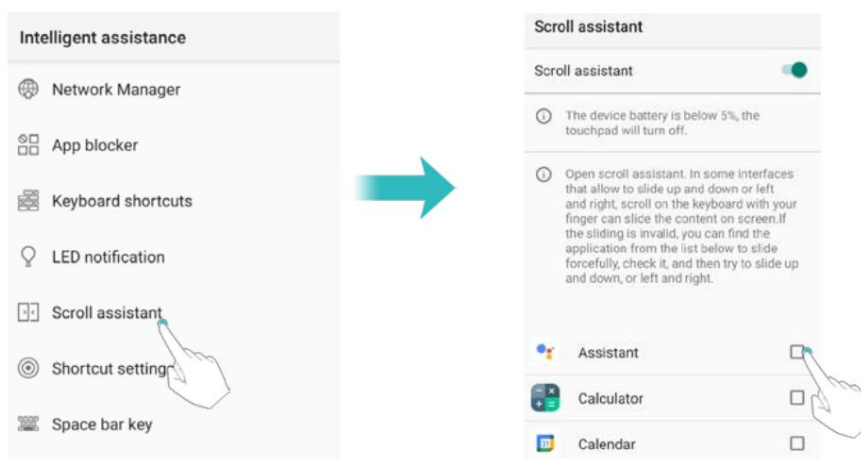 Intelligent assistance
Network Manager
App blocker
Keyboard shortcuts
LED notification
Scroll assistant
Shortcut setting
Space bar key
Scroll assistant
Scroll assistant
The device battery is below 5%, the
touchpad will turn off.
Open scroll assistant. In some interfaces
that allow to slide up and down or left
and right, scroll on the keyboard with your
finger can slide the content on screen.If
the sliding is invalid, you can find the
application from the list below to slide
forcefully, check it, and then try to slide up
and down, or left and right.
Assistant
Calculator
Calendar